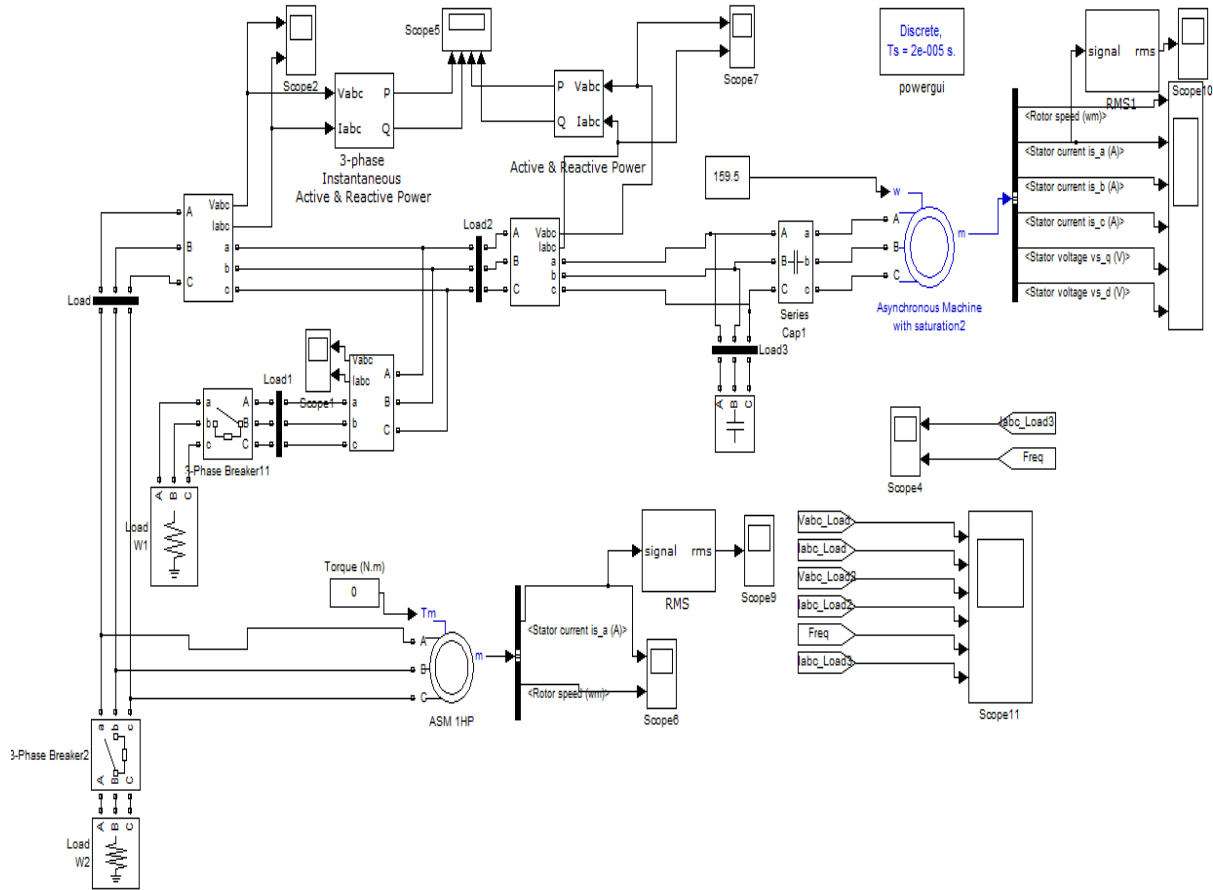 Scope2
Scope5
Scope7
Discrete,
Ts = 2e-005 s.
powergui
signal rms
RMS1
Scope10
Vabc P
Iabc Q
3-phase
Instantaneous
Active & Reactive Power
P Vabc
Q Iabc
Active & Reactive Power
<Rotor speed (wm)>
<Stator current is_a (A)>
<Stator current is_b (A)>
<Stator current is_c (A)>
<Stator voltage vs_q (V)>
<Stator voltage vs_d (V)>
159.5
w
A
B
C
m
Asynchronous Machine
with saturation2
A Vabc
Iabc
B a
b
C c
Load
Load2
A Vabc
Iabc
B a
b
C c
A a
B b
C c
Series
Cap1
Load3
A B C
Scope1
Vabc
Iabc A
a B
b C
c
Load1
a A
b B
c C
3-Phase Breaker11
A B C
Load
W1
Iabc_Load3
Freq
Scope4
Torque (N.m)
0
Tm
A
B
C
m
ASM 1HP
<Stator current is_a (A)>
<Rotor speed (wm)>
signal rms
RMS
Scope9
Scope6
Vabc_Load
Iabc_Load
Vabc_Load2
Iabc_Load2
Freq
Iabc_Load3
Scope11
a b c
3-Phase Breaker2
A B C
A B C
Load
W2